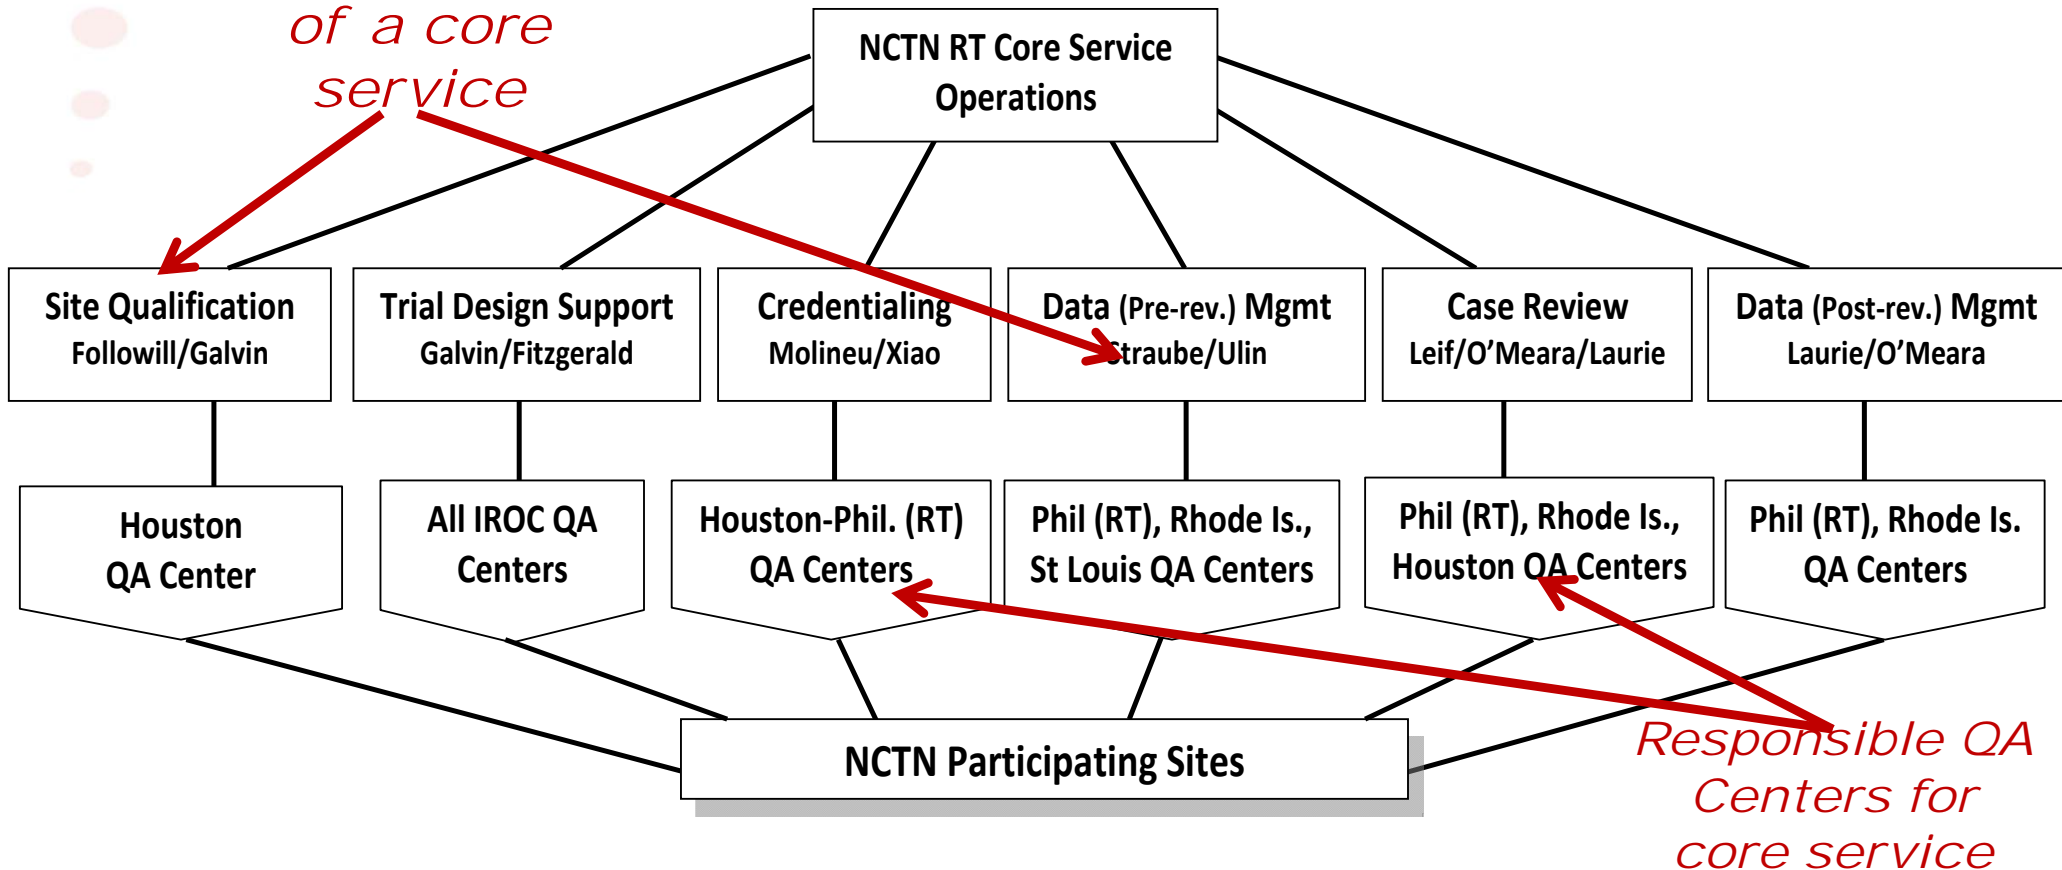 of a core
service
NCTN RT Core Service
Operations
Site Qualification
Followill/Galvin
Trial Design Support
Galvin/Fitzgerald
Credentialing
Molineu/Xiao
Data (Pre-rev.) Mgmt
Straube/Ulin
Case Review
Leif/O’Meara/Laurie
Data (Post-rev.) Mgmt
Laurie/O’Meara
Houston
QA Center
All IROC QA
Centers
Houston-Phil. (RT)
QA Centers
Phil (RT), Rhode Is.,
St Louis QA Centers
Phil (RT), Rhode Is.,
Houston QA Centers
Phil (RT), Rhode Is.
QA Centers
NCTN Participating Sites
Responsible QA
Centers for
core service